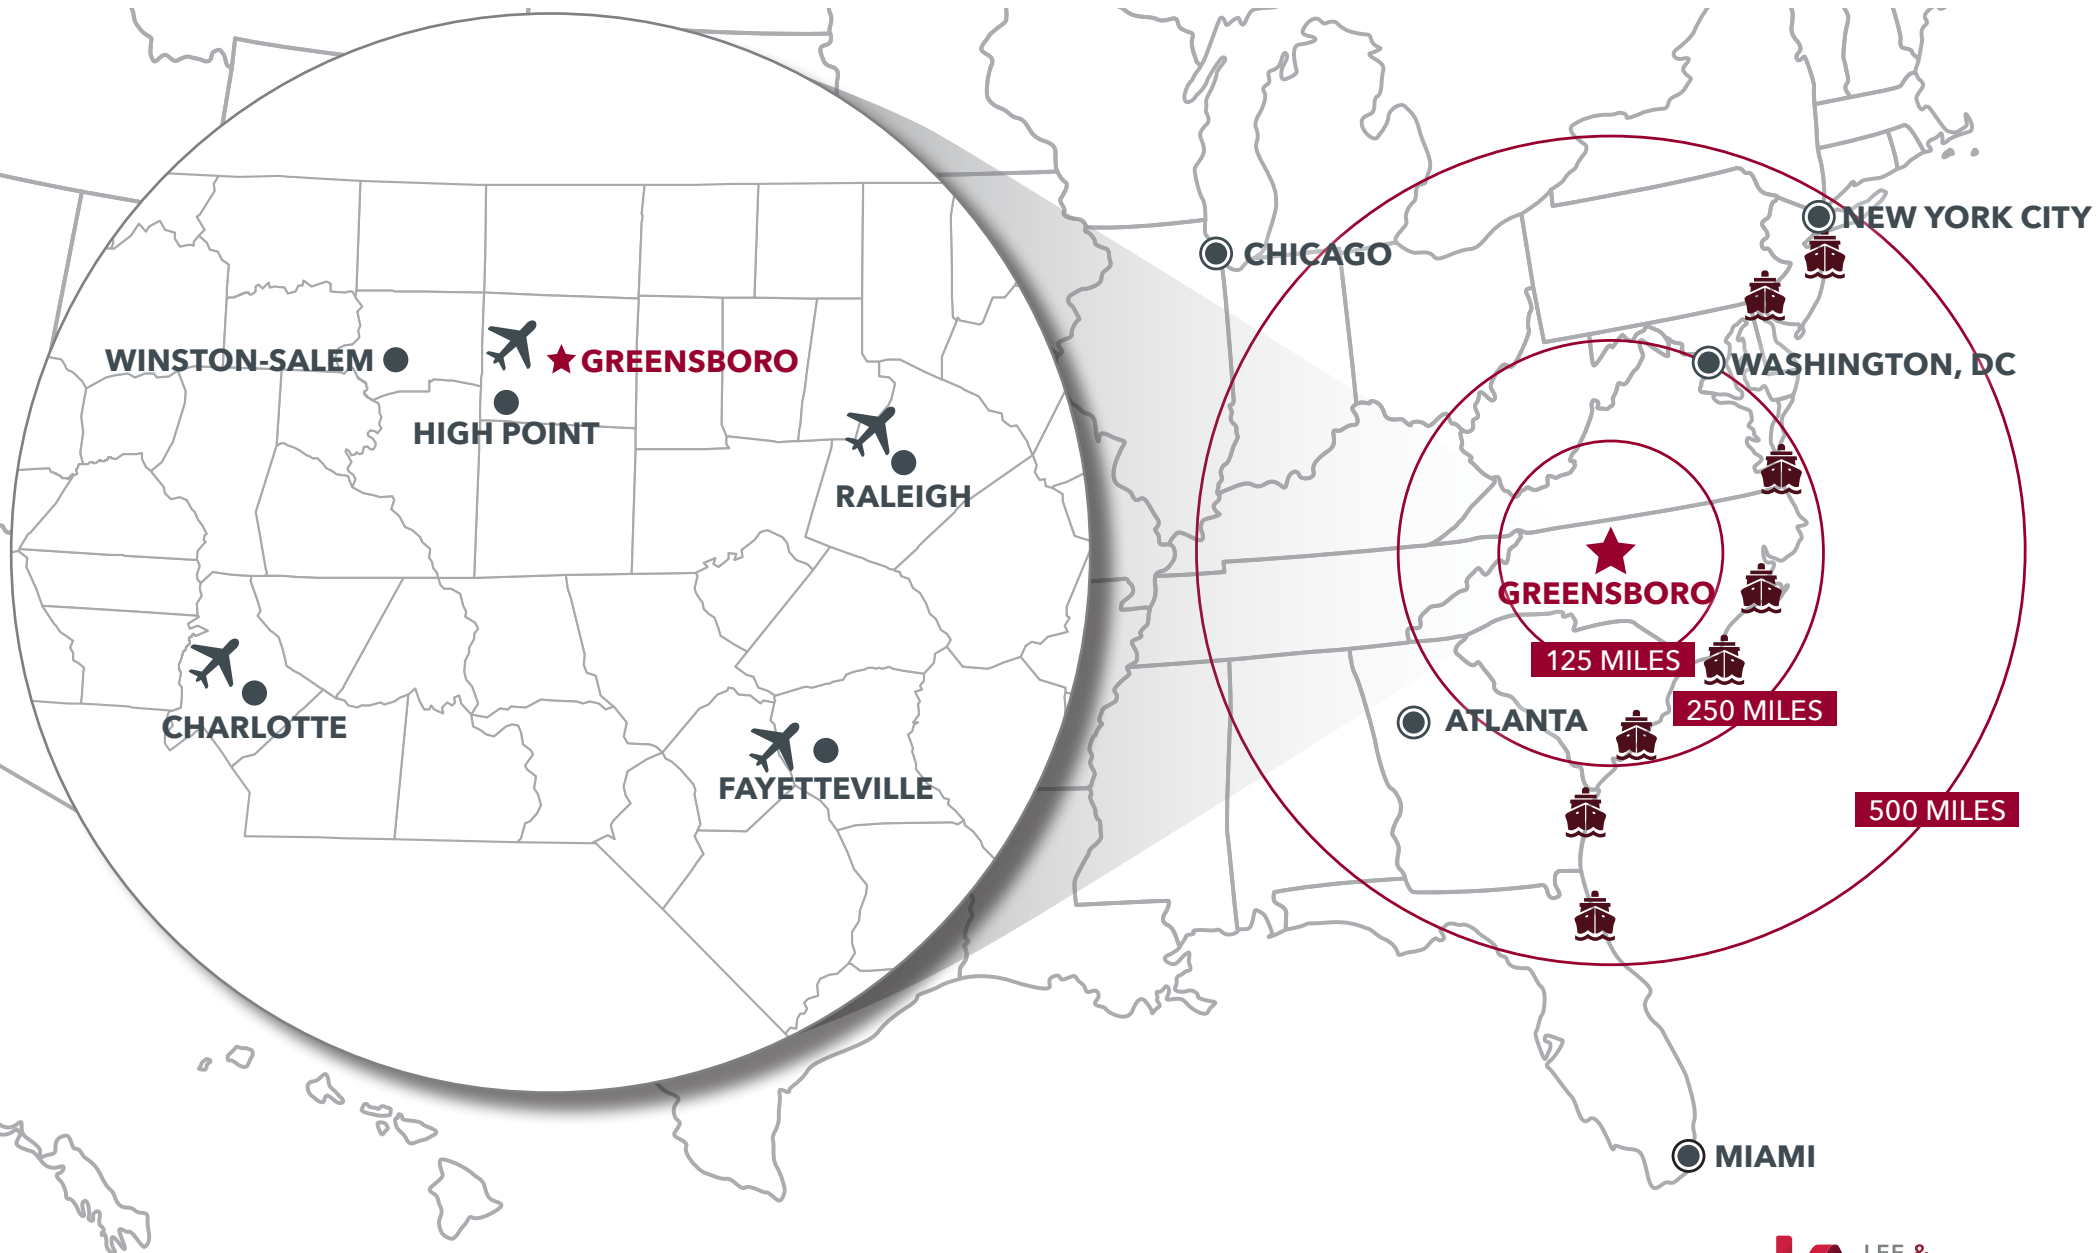 NEW YORK CITY
CHICAGO
WINSTON-SALEM
GREENSBORO
WASHINGTON, DC
HIGH POINT
RALEIGH
GREENSBORO
125 MILES
250 MILES
ATLANTA
CHARLOTTE
FAYETTEVILLE
500 MILES
MIAMI
LEE &